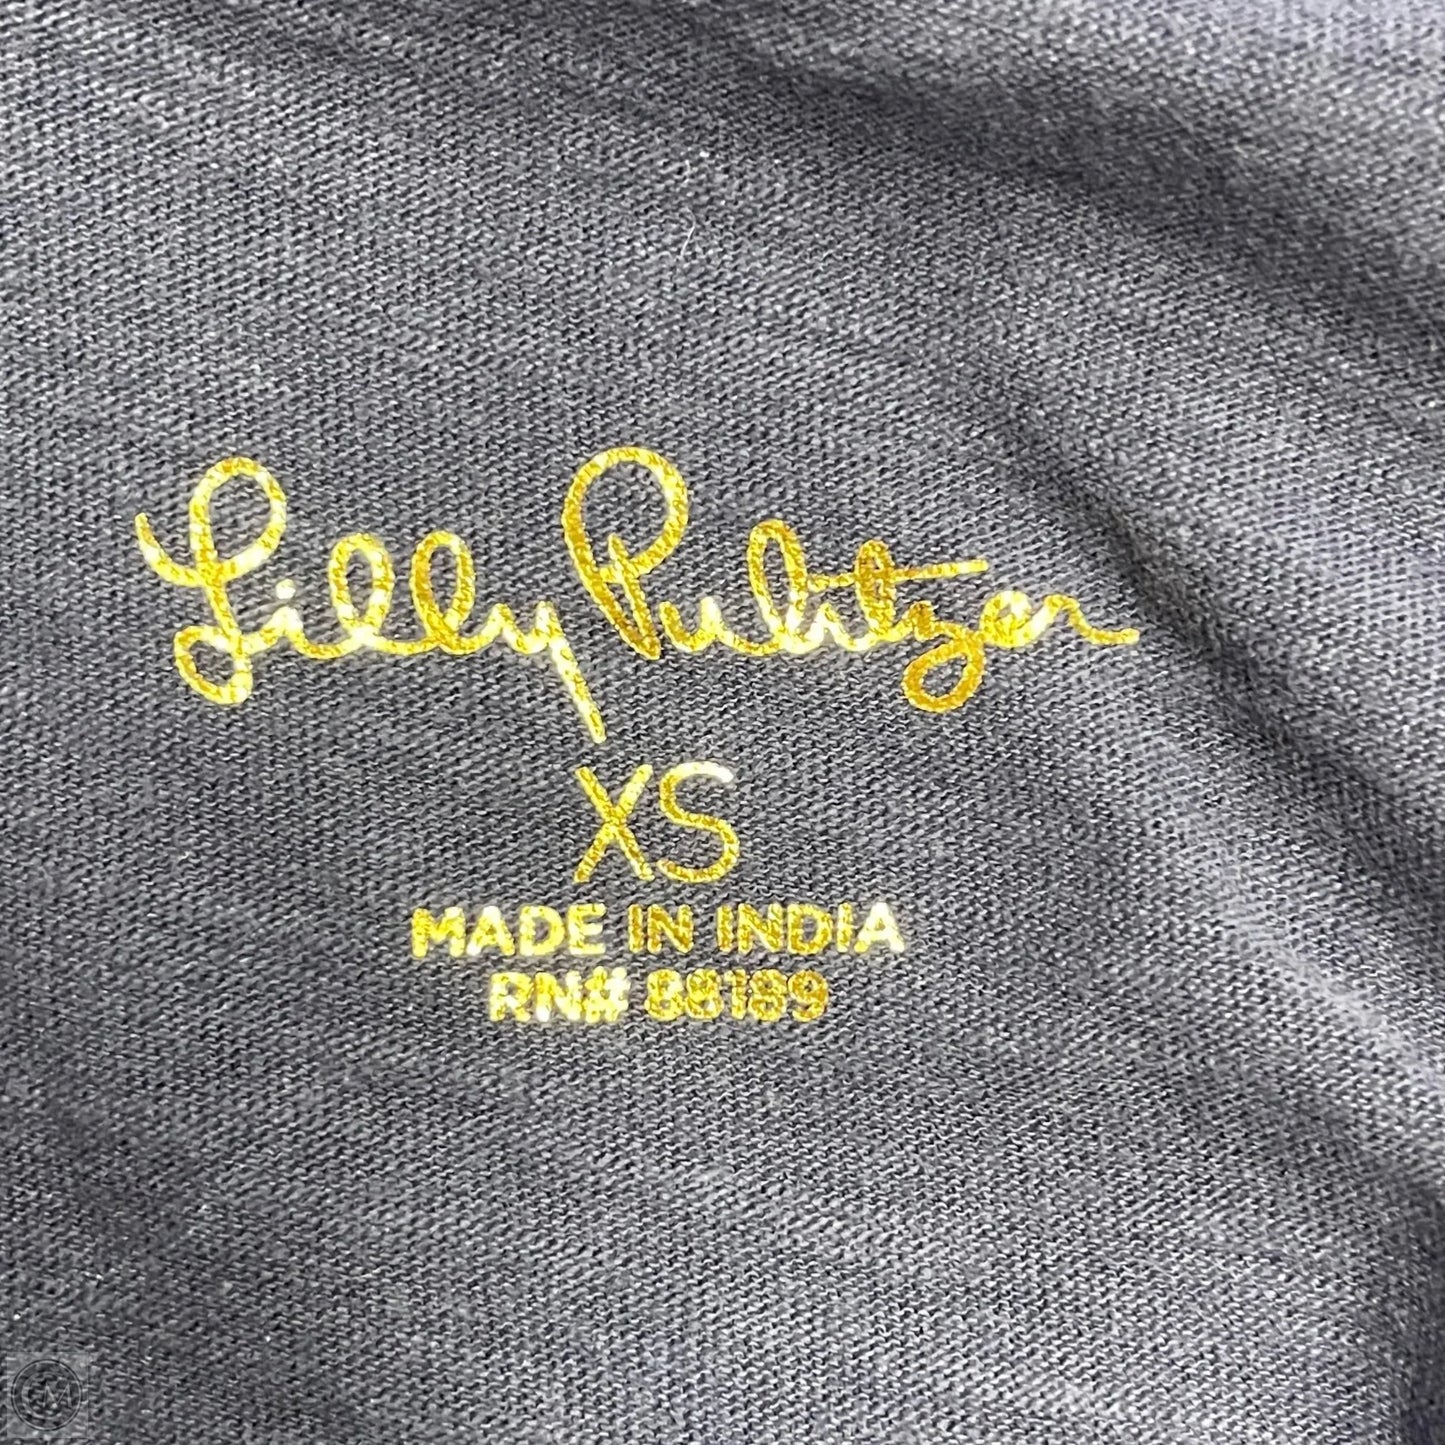 Lilly Pulitzer
XS
MADE IN INDIA
RN# 88189